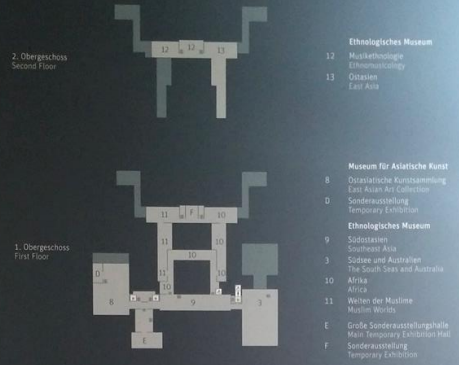 2. Obergeschoss
Second Floor
12
12
13
Ethnologisches Museum
12 Musikethnologie
Ethnomusicology
13 Ostasien
East Asia
1. Obergeschoss
First Floor
11
F
10
11
10
10
11
10
10
D
8
9
3
E
Museum für Asiatische Kunst
8 Ostasiatische Kunstsammlung
East Asian Art Collection
D Sonderausstellung
Temporary Exhibition
Ethnologisches Museum
9 Südostasien
Southeast Asia
3 Südsee und Australien
The South Seas and Australia
10 Afrika
Africa
11 Welten der Muslime
Muslim Worlds
E Große Sonderausstellungshalle
Main Temporary Exhibition Hall
F Sonderausstellung
Temporary Exhibition